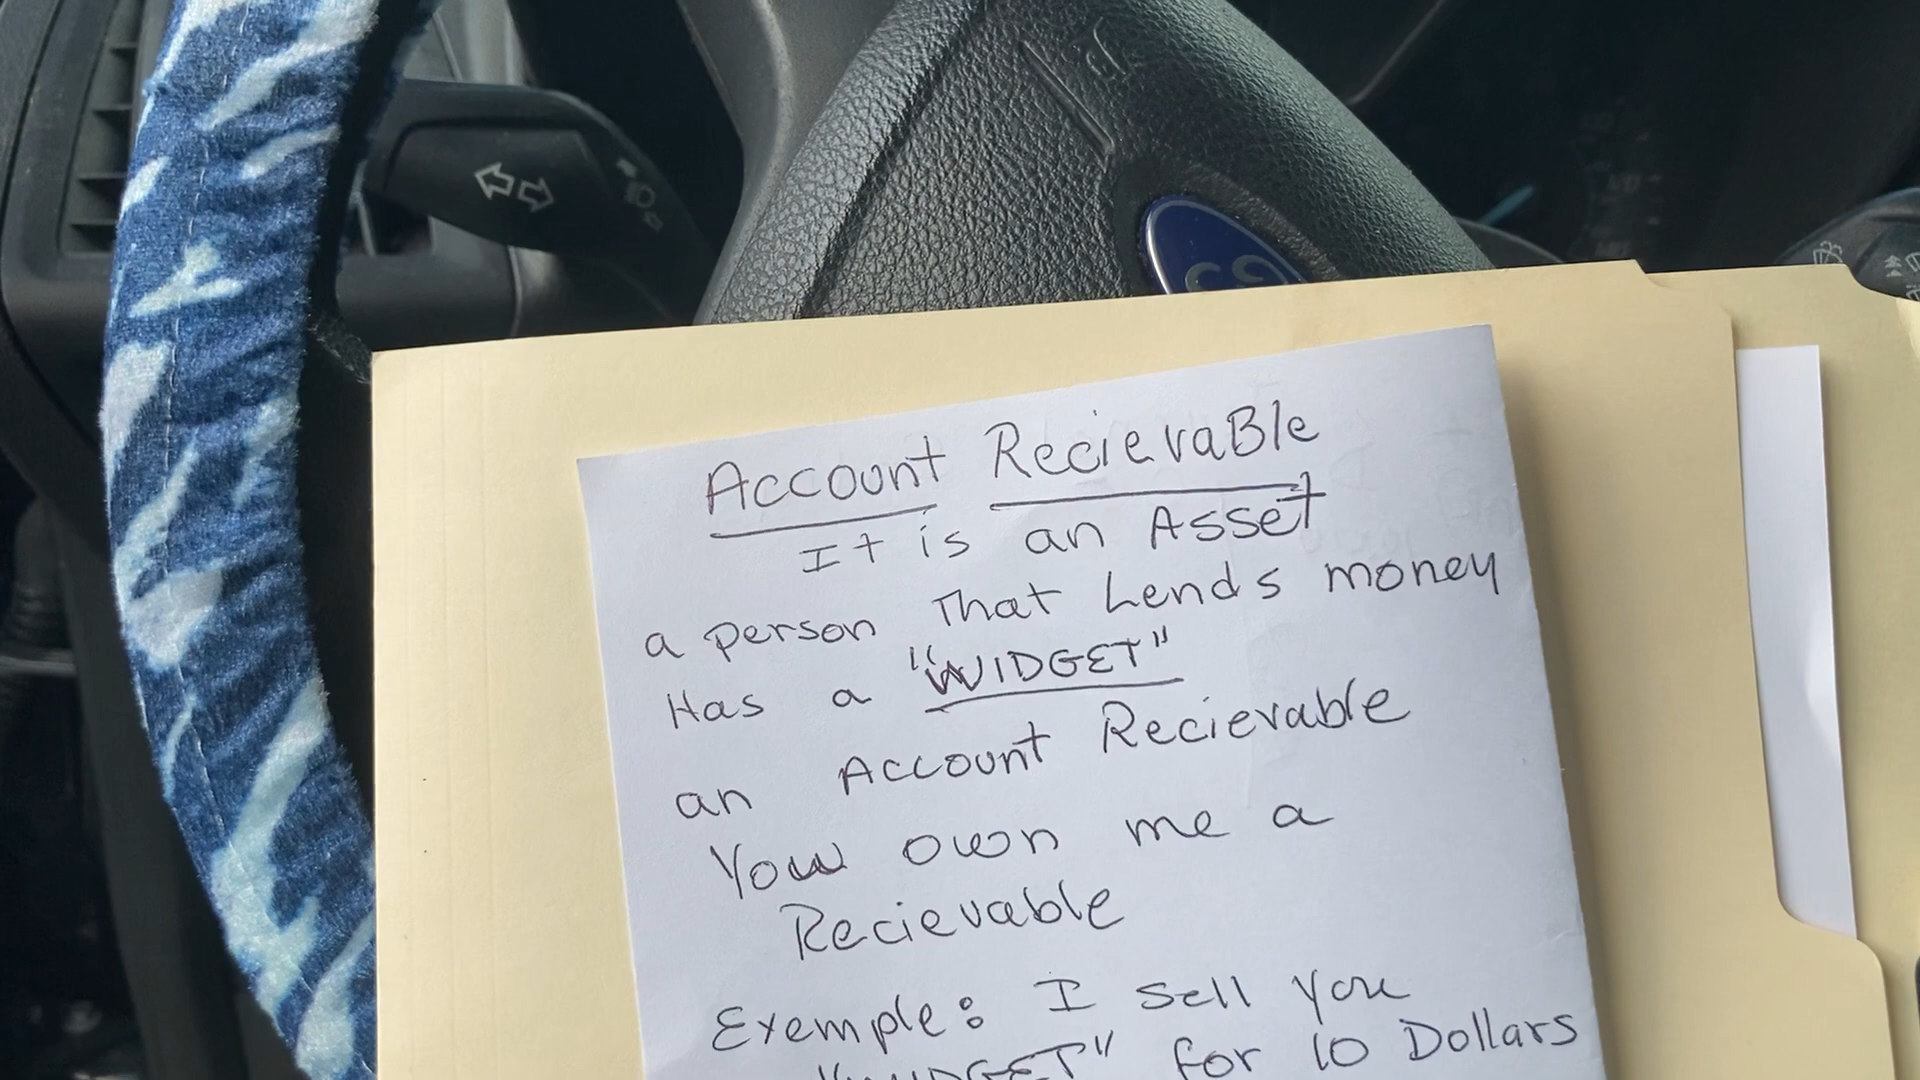 Account RecievaBle
It is an Asset
a person That Lends money
Has a "WIDGET"
an Account Recievable
You own me a
Recievable
Exemple: I Sell You
"WIDGET" for 10 Dollars